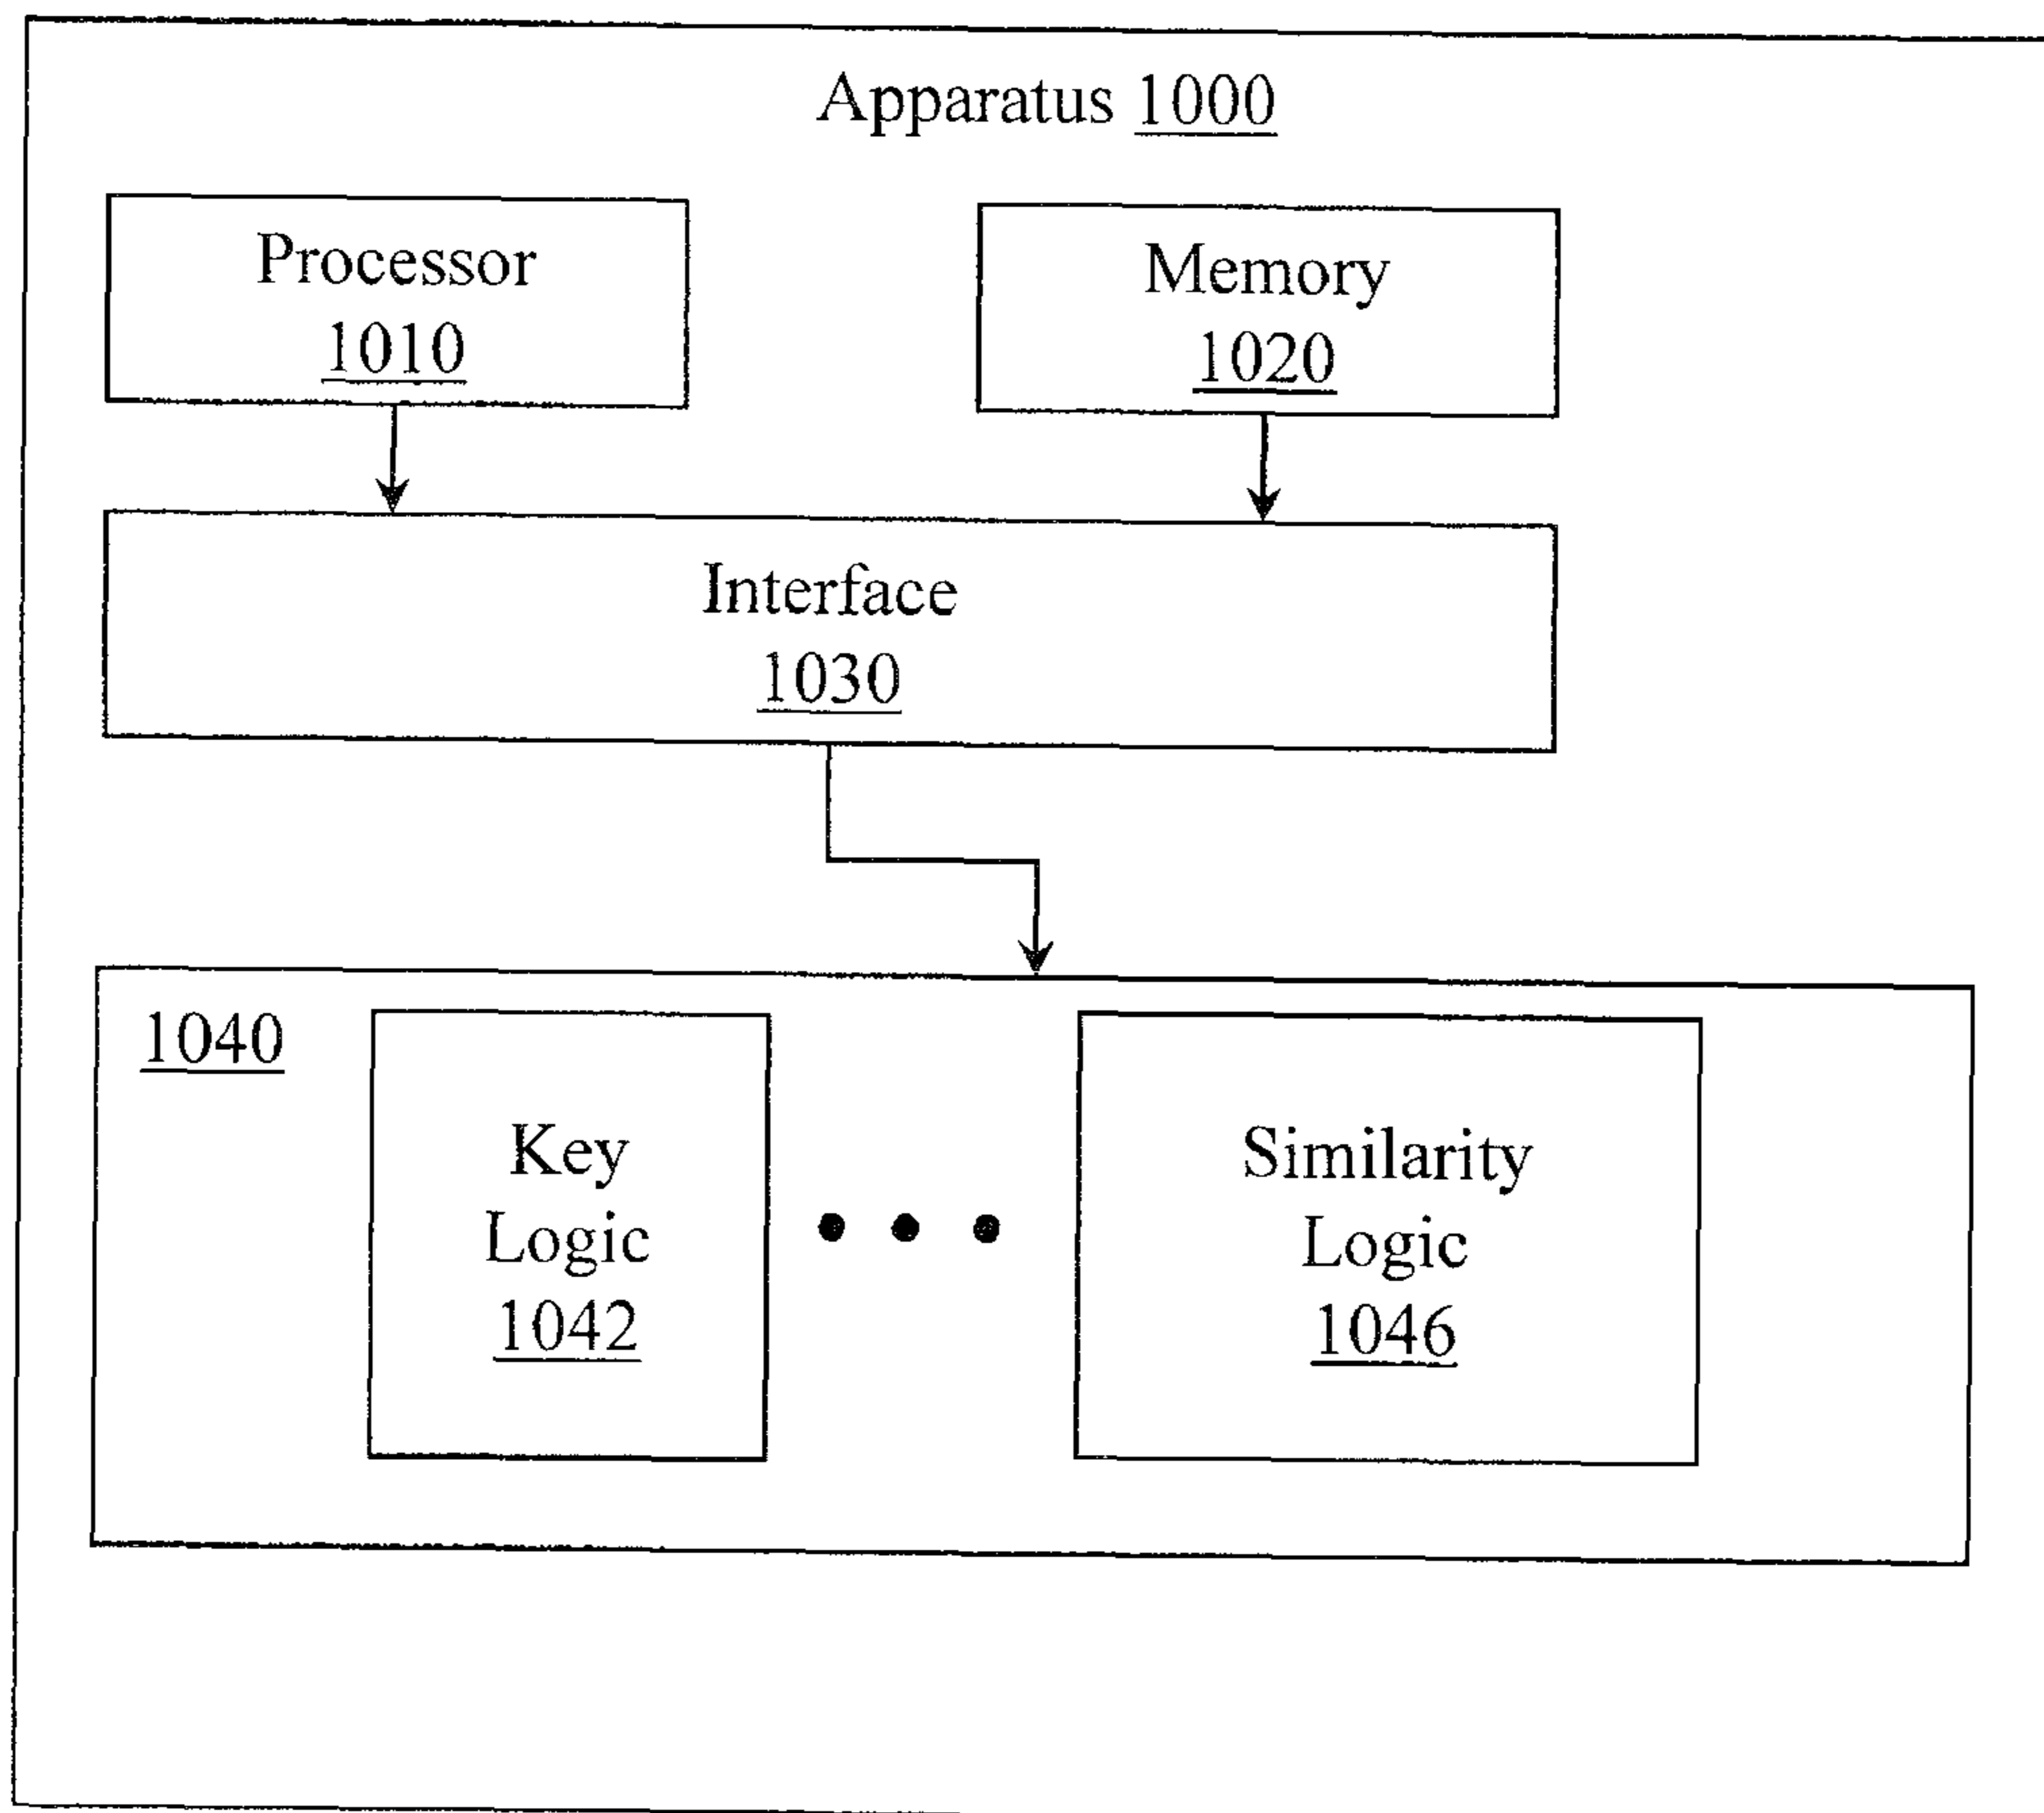 Apparatus 1000
Processor
1010
Memory
1020
Interface
1030
1040
Key
Logic
1042
Similarity
Logic
1046